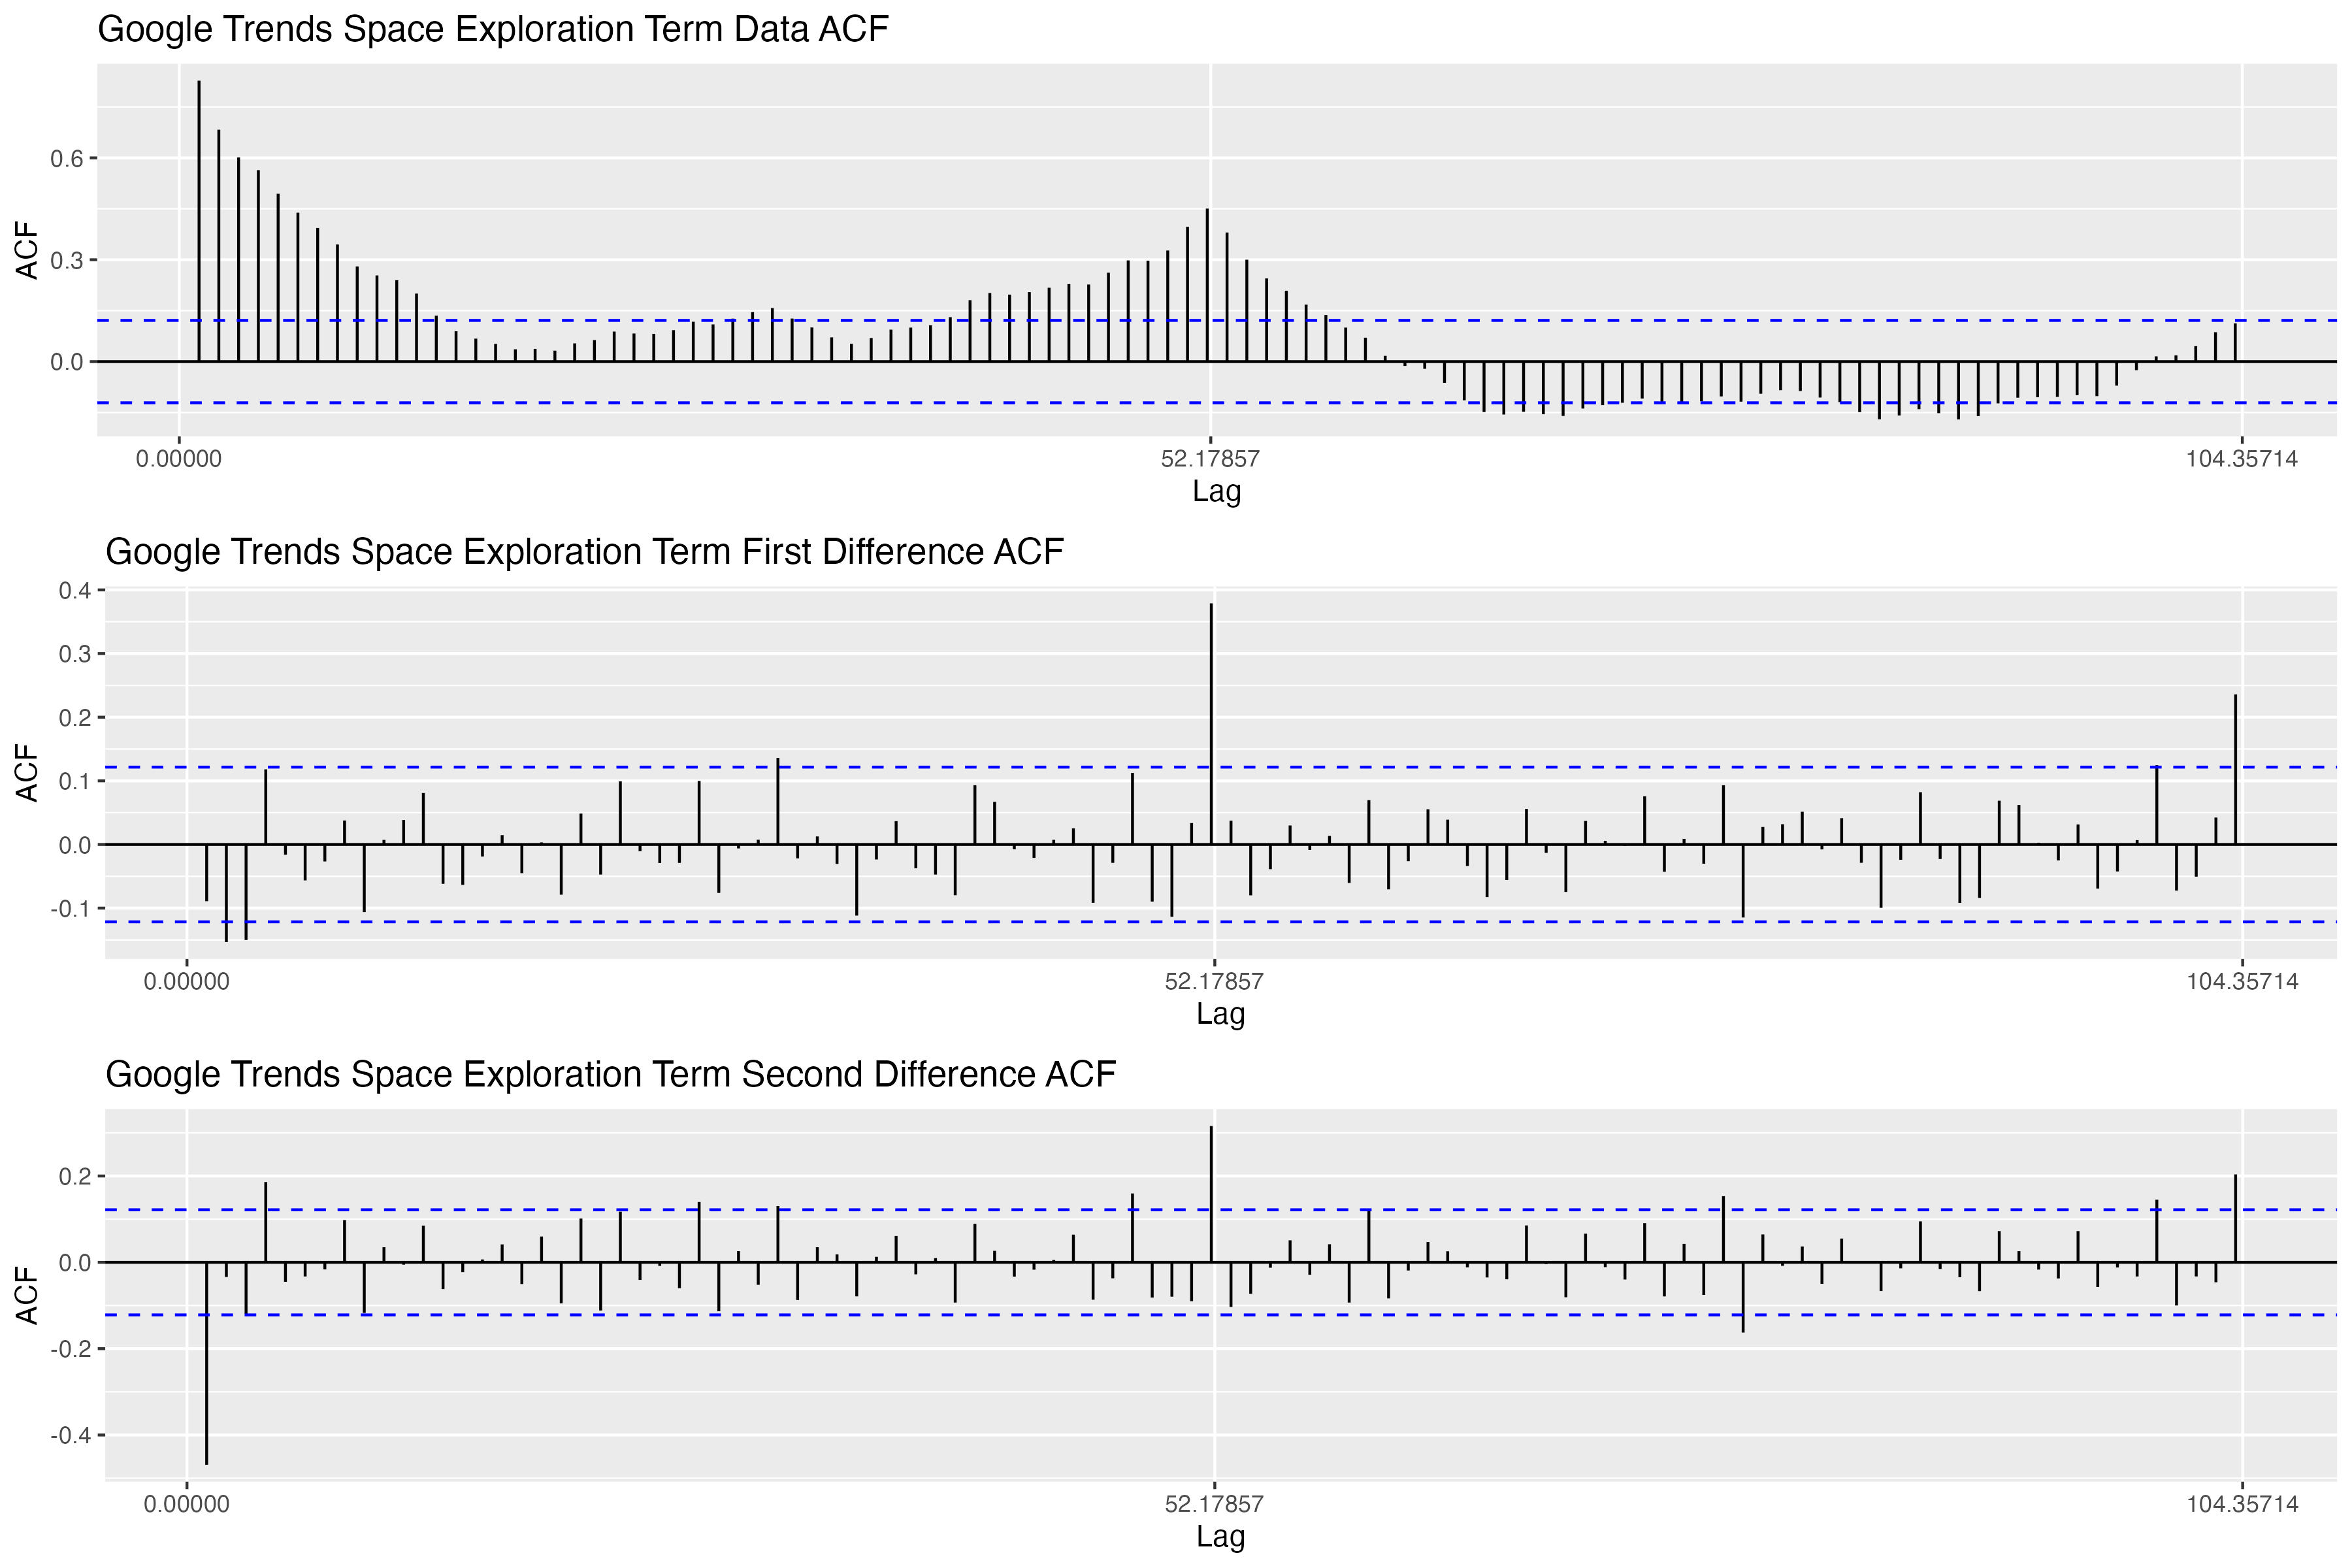 Google Trends Space Exploration Term Data ACF
ACF
0.6
0.3
0.0
0.00000 52.17857 104.35714
Lag
Google Trends Space Exploration Term First Difference ACF
ACF
0.4
0.3
0.2
0.1
0.0
-0.1
0.00000 52.17857 104.35714
Lag
Google Trends Space Exploration Term Second Difference ACF
ACF
0.2
0.0
-0.2
-0.4
0.00000 52.17857 104.35714
Lag